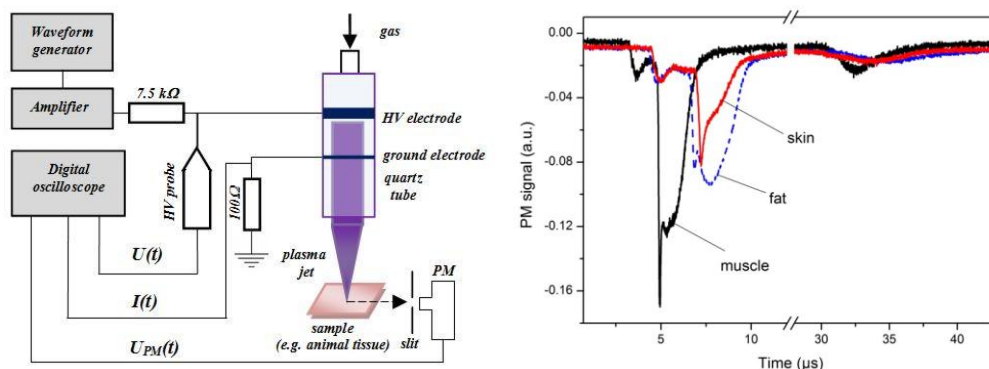 Waveform
generator
Amplifier
7.5 kΩ
Digital
oscilloscope
HV probe
100Ω
gas
HV electrode
ground electrode
quartz
tube
plasma
jet
PM
sample
(e.g. animal tissue)
slit
U(t)
I(t)
UPM(t)
0.00
-0.04
-0.08
-0.12
-0.16
PM signal (a.u.)
skin
fat
muscle
5
10
25
30
35
40
Time (µs)